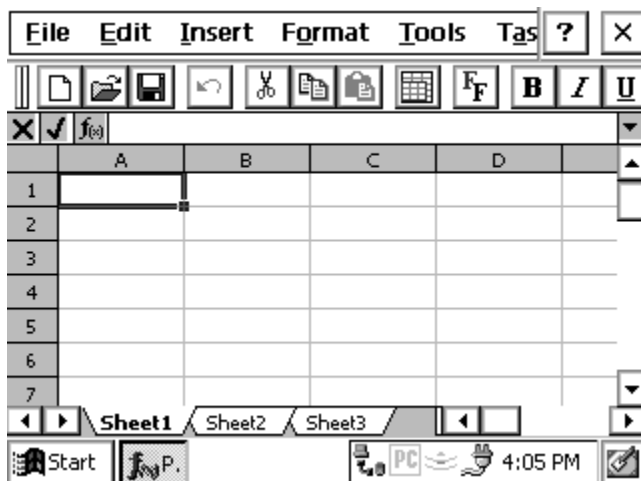 File Edit Insert Format Tools Tas ? ×
FF B I U
f(x)
A B C D
1
2
3
4
5
6
7
Sheet1 Sheet2 Sheet3
Start f(x) P. PC 4:05 PM